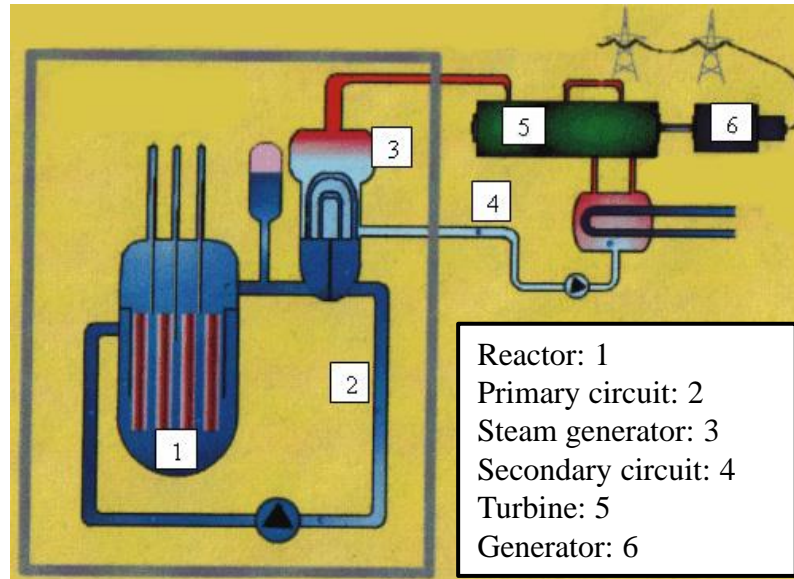 3
5
6
4
2
1
Reactor: 1
Primary circuit: 2
Steam generator: 3
Secondary circuit: 4
Turbine: 5
Generator: 6